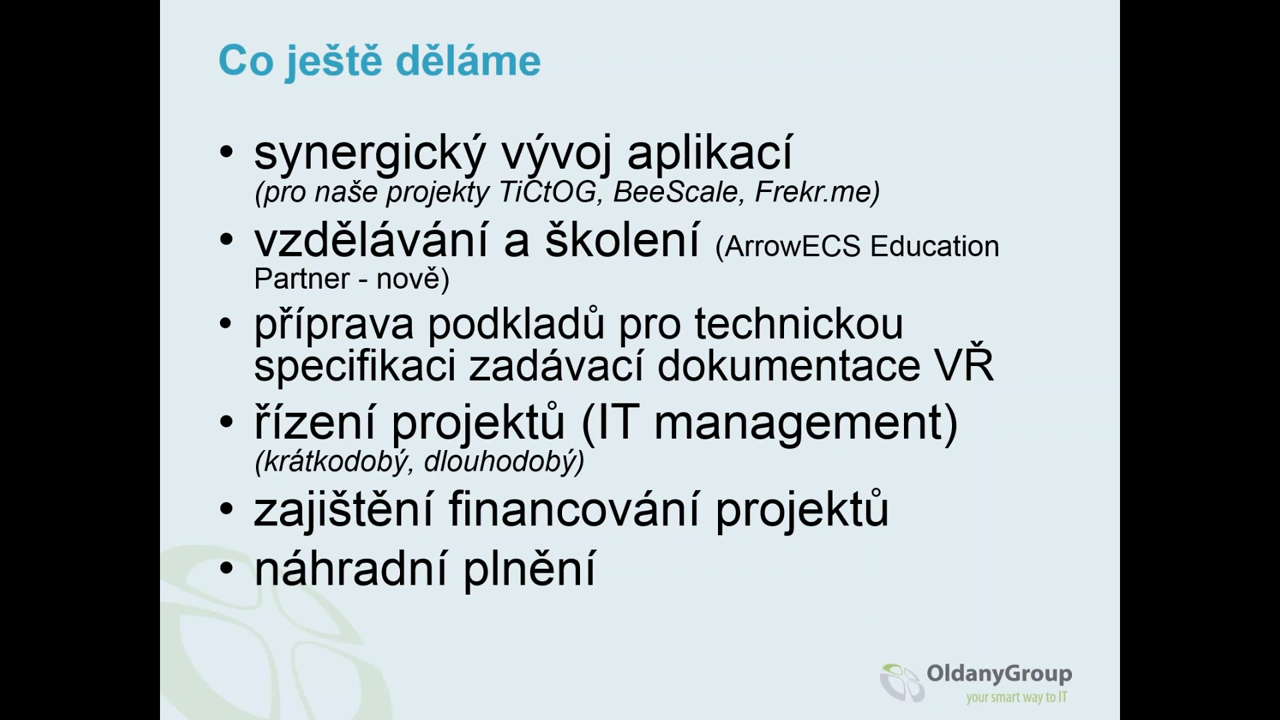 Co ještě děláme
• synergický vývoj aplikací
(pro naše projekty TiCtOG, BeeScale, Frekr.me)
• vzdělávání a školení (ArrowECS Education
Partner - nově)
• příprava podkladů pro technickou
specifikaci zadávací dokumentace VŘ
• řízení projektů (IT management)
(krátkodobý, dlouhodobý)
• zajištění financování projektů
• náhradní plnění
OldanyGroup
your smart way to IT